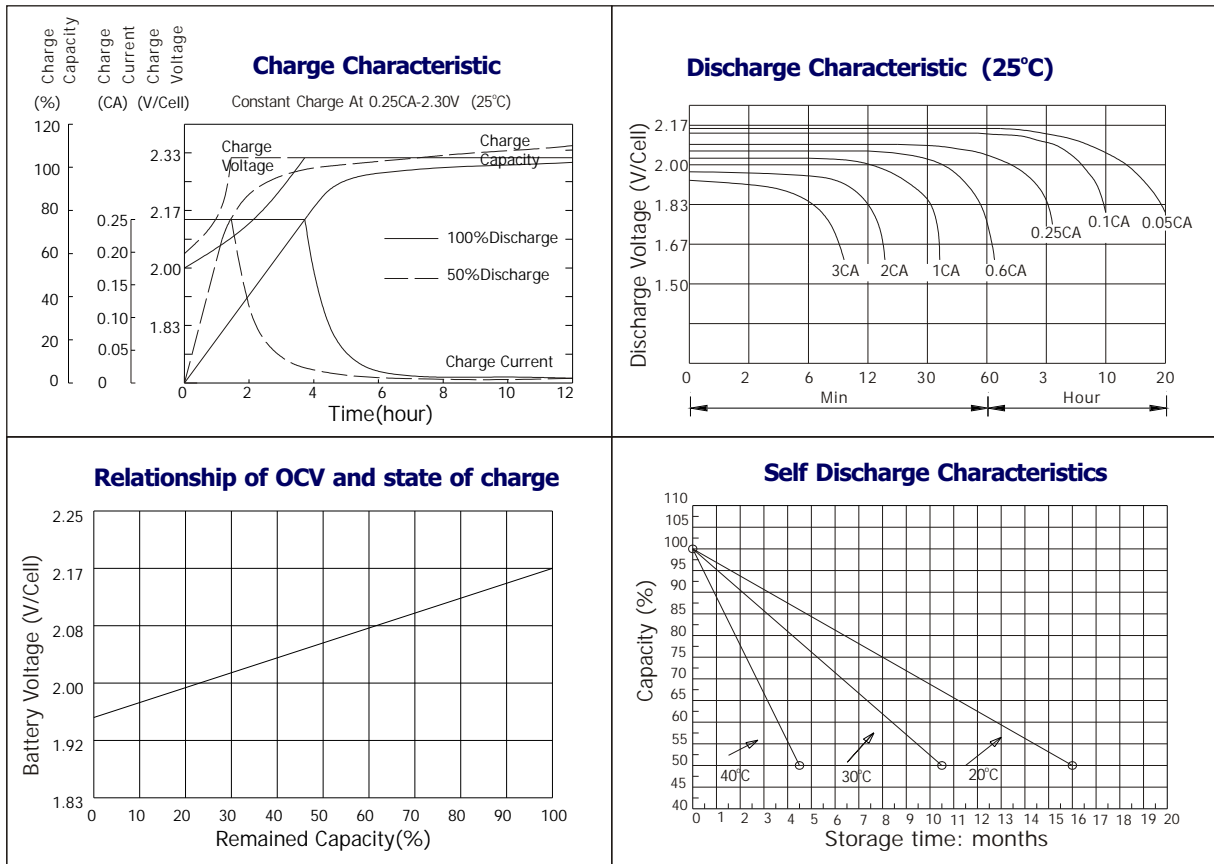 Charge
Capacity
Charge
Current
Charge
Voltage
(%)
(CA)
(V/Cell)
Charge Characteristic
Constant Charge At 0.25CA-2.30V (25°C)
120
100
80
60
40
20
0
0.25
0.20
0.15
0.10
0.05
0
2.33
2.17
2.00
1.83
Charge
Voltage
Charge
Capacity
100%Discharge
50%Discharge
Charge Current
0 2 4 6 8 10 12
Time(hour)
Discharge Characteristic (25°C)
Discharge Voltage (V/Cell)
2.17
2.00
1.83
1.67
1.50
3CA 2CA 1CA 0.6CA 0.25CA 0.1CA 0.05CA
0 2 6 12 30 60 3 10 20
Min Hour
Relationship of OCV and state of charge
Battery Voltage (V/Cell)
2.25
2.17
2.08
2.00
1.92
1.83
0 10 20 30 40 50 60 70 80 90 100
Remained Capacity(%)
Self Discharge Characteristics
Capacity (%)
110
105
100
95
90
85
80
75
70
65
60
55
50
45
40
40°C 30°C 20°C
0 1 2 3 4 5 6 7 8 9 10 11 12 13 14 15 16 17 18 19 20
Storage time: months